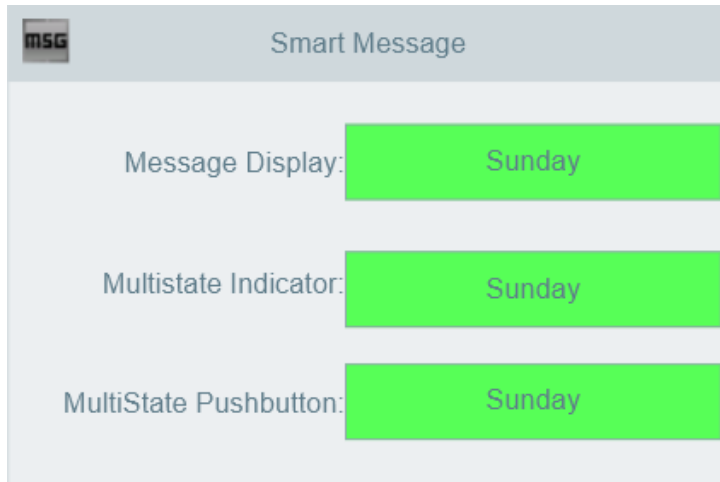 MSG
Smart Message
Message Display:
Sunday
Multistate Indicator:
Sunday
MultiState Pushbutton:
Sunday